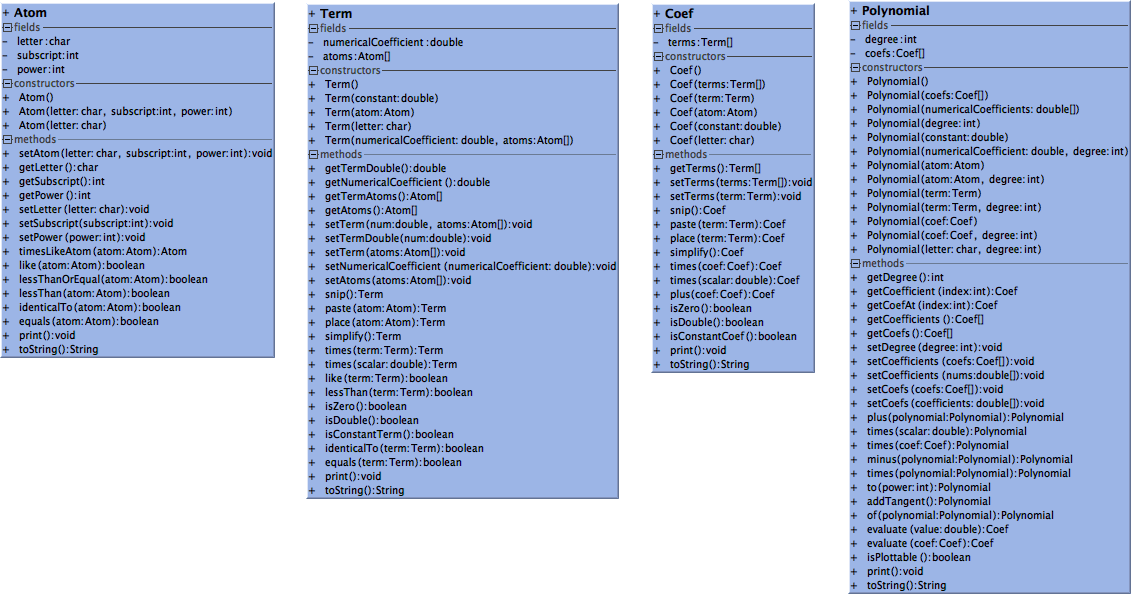 + Atom
fields
- letter:char
- subscript:int
- power:int
constructors
+ Atom()
+ Atom(letter: char, subscript:int, power:int)
+ Atom(letter:char)
methods
+ setAtom(letter: char, subscript:int, power:int):void
+ getLetter():char
+ getSubscript():int
+ getPower():int
+ setLetter(letter:char):void
+ setSubscript(subscript:int):void
+ setPower(power:int):void
+ timesLikeAtom(atom:Atom):Atom
+ like(atom:Atom):boolean
+ lessThanOrEqual(atom:Atom):boolean
+ lessThan(atom:Atom):boolean
+ identicalTo(atom:Atom):boolean
+ equals(atom:Atom):boolean
+ print():void
+ toString():String
+ Term
fields
- numericalCoefficient:double
- atoms:Atom[]
constructors
+ Term()
+ Term(constant:double)
+ Term(atom:Atom)
+ Term(letter: char)
+ Term(numericalCoefficient: double, atoms:Atom[])
methods
+ getTermDouble():double
+ getNumericalCoefficient():double
+ getTermAtoms():Atom[]
+ getAtoms():Atom[]
+ setTerm(num:double, atoms:Atom[]):void
+ setTermDouble(num:double):void
+ setTerm(atoms:Atom[]):void
+ setNumericalCoefficient(numericalCoefficient: double):void
+ setAtoms(atoms:Atom[]):void
+ snip():Term
+ paste(atom:Atom):Term
+ place(atom:Atom):Term
+ simplify():Term
+ times(term:Term):Term
+ times(scalar:double):Term
+ like(term:Term):boolean
+ lessThan(term:Term):boolean
+ isZero():boolean
+ isDouble():boolean
+ isConstantTerm():boolean
+ identicalTo(term:Term):boolean
+ equals(term:Term):boolean
+ print():void
+ toString():String
+ Coef
fields
- terms:Term[]
constructors
+ Coef()
+ Coef(terms:Term[])
+ Coef(term:Term)
+ Coef(atom:Atom)
+ Coef(constant:double)
+ Coef(letter:char)
methods
+ getTerms():Term[]
+ setTerms(terms:Term[]):void
+ setTerms(term:Term):void
+ snip():Coef
+ paste(term:Term):Coef
+ place(term:Term):Coef
+ simplify():Coef
+ times(coef:Coef):Coef
+ times(scalar:double):Coef
+ plus(coef:Coef):Coef
+ isZero():boolean
+ isDouble():boolean
+ isConstantCoef():boolean
+ print():void
+ toString():String
+ Polynomial
fields
- degree:int
- coefs:Coef[]
constructors
+ Polynomial()
+ Polynomial(coefs:Coef[])
+ Polynomial(numericalCoefficients: double[])
+ Polynomial(degree:int)
+ Polynomial(constant:double)
+ Polynomial(numericalCoefficient:double, degree:int)
+ Polynomial(atom:Atom)
+ Polynomial(atom:Atom, degree:int)
+ Polynomial(term:Term)
+ Polynomial(term:Term, degree:int)
+ Polynomial(coef:Coef)
+ Polynomial(coef:Coef, degree:int)
+ Polynomial(letter:char, degree:int)
methods
+ getDegree():int
+ getCoefficient(index:int):Coef
+ getCoefAt(index:int):Coef
+ getCoefficients():Coef[]
+ getCoefs():Coef[]
+ setDegree(degree:int):void
+ setCoefficients(coefs:Coef[]):void
+ setCoefficients(nums:double[]):void
+ setCoefs(coefs:Coef[]):void
+ setCoefs(coefficients: double[]):void
+ plus(polynomial:Polynomial):Polynomial
+ times(scalar:double):Polynomial
+ times(coef:Coef):Polynomial
+ minus(polynomial:Polynomial):Polynomial
+ times(polynomial:Polynomial):Polynomial
+ to(power:int):Polynomial
+ addTangent():Polynomial
+ of(polynomial:Polynomial):Polynomial
+ evaluate(value:double):Coef
+ evaluate(coef:Coef):Coef
+ isPlottable():boolean
+ print():void
+ toString():String